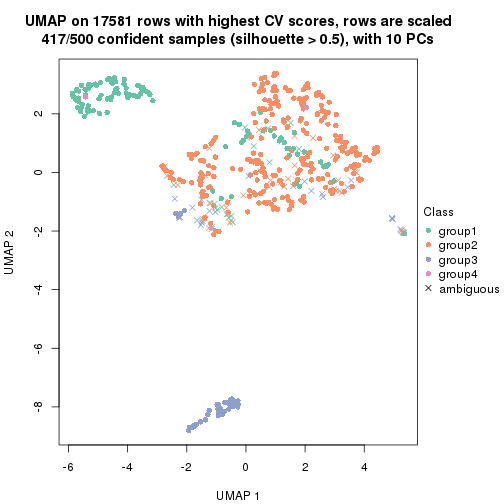 UMAP on 17581 rows with highest CV scores, rows are scaled
417/500 confident samples (silhouette > 0.5), with 10 PCs
2
0
-2
-4
-6
-8
UMAP 2
-6
-4
-2
0
2
4
UMAP 1
Class
group1
group2
group3
group4
ambiguous